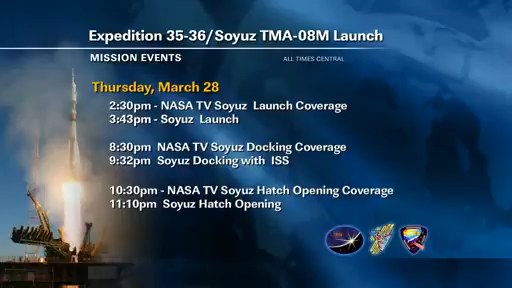 Expedition 35-36/Soyuz TMA-08M Launch
MISSION EVENTS
ALL TIMES CENTRAL
Thursday, March 28
2:30pm - NASA TV Soyuz Launch Coverage
3:43pm - Soyuz Launch
8:30pm NASA TV Soyuz Docking Coverage
9:32pm Soyuz Docking with ISS
10:30pm - NASA TV Soyuz Hatch Opening Coverage
11:10pm Soyuz Hatch Opening